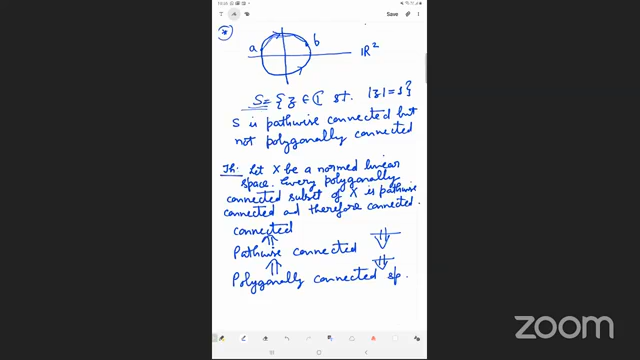 Save
*
a
b
IR²
S = { z ∈ ℂ st. |z| = 1 }
S is pathwise connected but
not polygonally connected
Th: Let X be a normed linear
space. Every polygonally
connected subset of X is pathwise
connected and therefore connected.
connected
⇑
Pathwise connected
⇑
Polygonally connected sp.
zoom